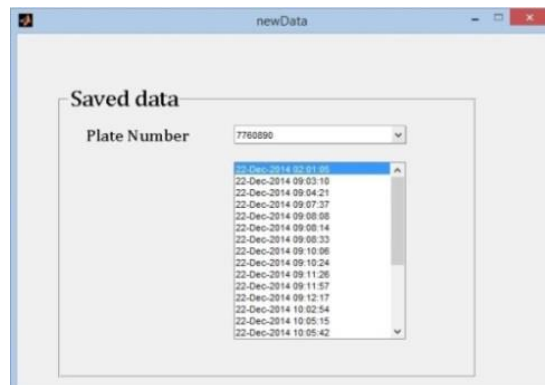 newData
Saved data
Plate Number
7760890
22-Dec-2014 02:01:05
22-Dec-2014 09:03:10
22-Dec-2014 09:04:21
22-Dec-2014 09:07:37
22-Dec-2014 09:08:08
22-Dec-2014 09:08:14
22-Dec-2014 09:08:33
22-Dec-2014 09:10:06
22-Dec-2014 09:10:24
22-Dec-2014 09:11:26
22-Dec-2014 09:11:57
22-Dec-2014 09:12:17
22-Dec-2014 10:02:54
22-Dec-2014 10:05:15
22-Dec-2014 10:05:42